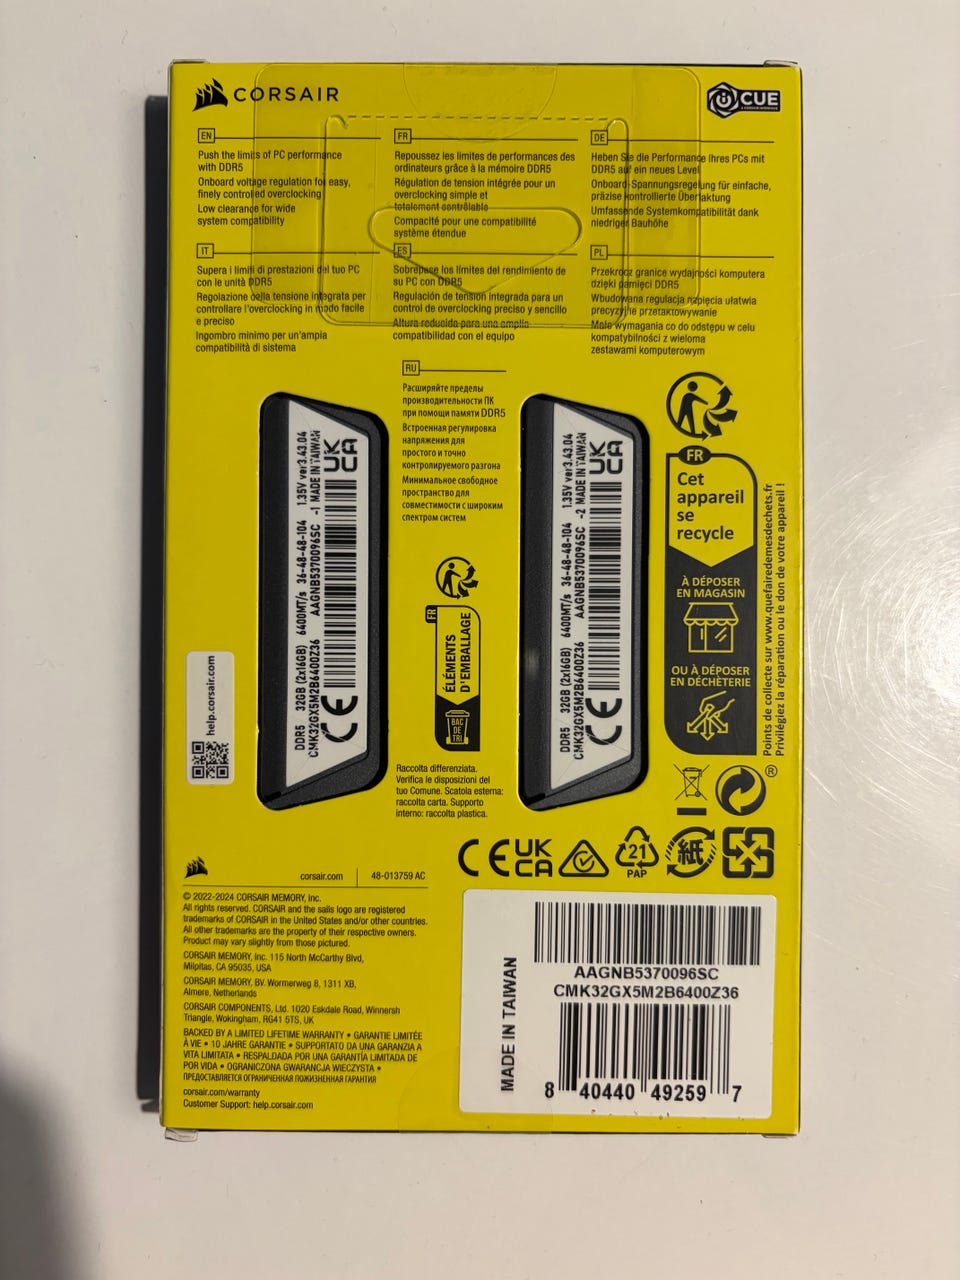 CORSAIR
iCUE
EN
Push the limits of PC performance
with DDR5
Onboard voltage regulation for easy,
finely controlled overclocking
Low clearance for wide
system compatibility
FR
Repoussez les limites de performances des
ordinateurs grâce à la mémoire DDR5
Régulation de tension intégrée pour un
overclocking simple et
totalement contrôlable
Compacité pour une compatibilité
système étendue
DE
Heben Sie die Performance Ihres PCs mit
DDR5 auf ein neues Level
Onboard-Spannungsregelung für einfache,
präzise kontrollierte Übertaktung
Umfassende Systemkompatibilität dank
niedriger Bauhöhe
IT
Supera i limiti di prestazioni del tuo PC
con le unità DDR5
Regolazione della tensione integrata per
controllare l'overclocking in modo facile
e preciso
Ingombro minimo per un'ampia
compatibilità di sistema
ES
Sobrepase los límites del rendimiento de
su PC con DDR5
Regulación de tensión integrada para un
control de overclocking preciso y sencillo
Altura reducida para una amplia
compatibilidad con el equipo
PL
Przekrocz granice wydajności komputera
dzięki pamięci DDR5
Wbudowana regulacja napięcia ułatwia
precyzyjne przetaktowywanie
Małe wymagania co do odstępu w celu
kompatybilności z wieloma
zestawami komputerowym
RU
Расширяйте пределы
производительности ПК
при помощи памяти DDR5
Встроенная регулировка
напряжения для
простого и точно
контролируемого разгона
Минимальное свободное
пространство для
совместимости с широким
спектром систем
DDR5 32GB (2x16GB) 6400MT/s 36-48-48-104 1.35V ver3.43.04
CMK32GX5M2B6400Z36 AAGNB5370096SC -1 MADE IN TAIWAN
CE
UK
CA
DDR5 32GB (2x16GB) 6400MT/s 36-48-48-104 1.35V ver3.43.04
CMK32GX5M2B6400Z36 AAGNB5370096SC -2 MADE IN TAIWAN
CE
UK
CA
help.corsair.com
FR
ÉLÉMENTS
D'EMBALLAGE
BAC
DE
TRI
FR
Cet
appareil
se
recycle
À DÉPOSER
EN MAGASIN
OU À DÉPOSER
EN DÉCHÈTERIE
Points de collecte sur www.quefairedemesdechets.fr
Privilégiez la réparation ou le don de votre appareil !
Raccolta differenziata.
Verifica le disposizioni del
tuo Comune. Scatola esterna:
raccolta carta. Supporto
interno: raccolta plastica.
®
CE
UK
CA
21
PAP
紙
corsair.com
48-013759 AC
© 2022-2024 CORSAIR MEMORY, Inc.
All rights reserved. CORSAIR and the sails logo are registered
trademarks of CORSAIR in the United States and/or other countries.
All other trademarks are the property of their respective owners.
Product may vary slightly from those pictured.
CORSAIR MEMORY, Inc. 115 North McCarthy Blvd,
Milpitas, CA 95035, USA
CORSAIR MEMORY, BV. Wormerweg 8, 1311 XB,
Almere, Netherlands
CORSAIR COMPONENTS, Ltd. 1020 Eskdale Road, Winnersh
Triangle, Wokingham, RG41 5TS, UK
BACKED BY A LIMITED LIFETIME WARRANTY • GARANTIE LIMITÉE
À VIE • 10 JAHRE GARANTIE • SUPPORTATO DA UNA GARANZIA A
VITA LIMITATA • RESPALDADA POR UNA GARANTÍA LIMITADA DE
POR VIDA • OGRANICZONA GWARANCJA WIECZYSTA •
ПРЕДОСТАВЛЯЕТСЯ ОГРАНИЧЕННАЯ ПОЖИЗНЕННАЯ ГАРАНТИЯ
corsair.com/warranty
Customer Support: help.corsair.com
MADE IN TAIWAN
AAGNB5370096SC
CMK32GX5M2B6400Z36
8 40440 49259 7